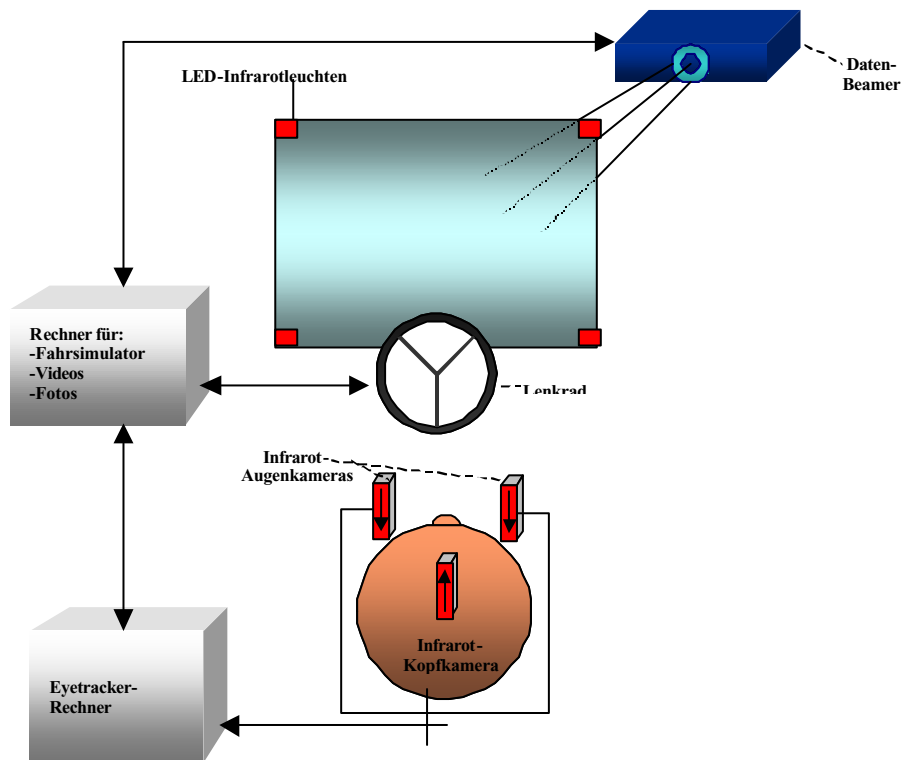 Daten-
Beamer
LED-Infrarotleuchten
Rechner für:
-Fahrsimulator
-Videos
-Fotos
Lenkrad
Infrarot-
Augenkameras
Infrarot-
Kopfkamera
Eyetracker-
Rechner